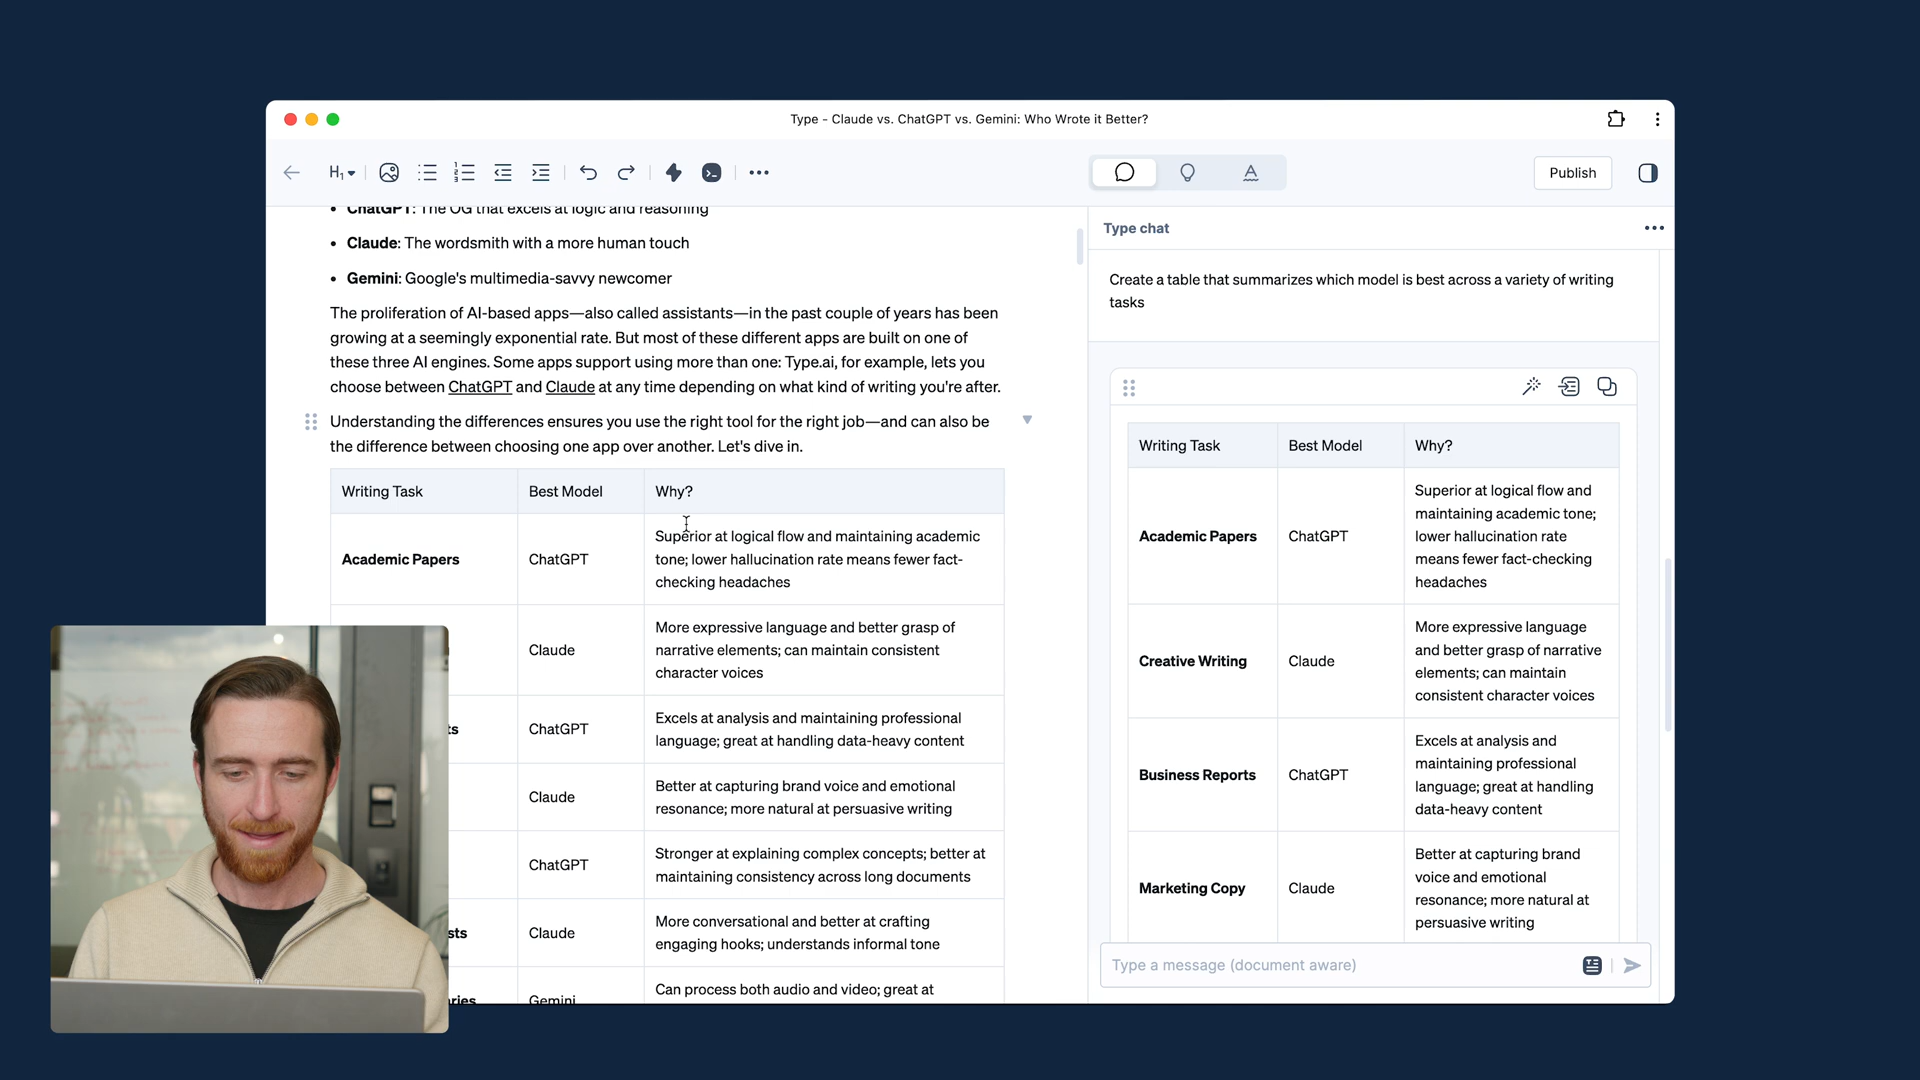 Type - Claude vs. ChatGPT vs. Gemini: Who Wrote it Better?
H1
Publish
ChatGPT: The OG that excels at logic and reasoning
Claude: The wordsmith with a more human touch
Gemini: Google's multimedia-savvy newcomer
The proliferation of AI-based apps—also called assistants—in the past couple of years has been
growing at a seemingly exponential rate. But most of these different apps are built on one of
these three AI engines. Some apps support using more than one: Type.ai, for example, lets you
choose between ChatGPT and Claude at any time depending on what kind of writing you're after.
Understanding the differences ensures you use the right tool for the right job—and can also be
the difference between choosing one app over another. Let's dive in.
Writing Task Best Model Why?
Academic Papers
ChatGPT
Superior at logical flow and maintaining academic
tone; lower hallucination rate means fewer fact-
checking headaches
Claude
More expressive language and better grasp of
narrative elements; can maintain consistent
character voices
ts
ChatGPT
Excels at analysis and maintaining professional
language; great at handling data-heavy content
Claude
Better at capturing brand voice and emotional
resonance; more natural at persuasive writing
ChatGPT
Stronger at explaining complex concepts; better at
maintaining consistency across long documents
sts
Claude
More conversational and better at crafting
engaging hooks; understands informal tone
ries
Gemini
Can process both audio and video; great at
Type chat
Create a table that summarizes which model is best across a variety of writing
tasks
Writing Task Best Model Why?
Academic Papers
ChatGPT
Superior at logical flow and
maintaining academic tone;
lower hallucination rate
means fewer fact-checking
headaches
Creative Writing
Claude
More expressive language
and better grasp of narrative
elements; can maintain
consistent character voices
Business Reports
ChatGPT
Excels at analysis and
maintaining professional
language; great at handling
data-heavy content
Marketing Copy
Claude
Better at capturing brand
voice and emotional
resonance; more natural at
persuasive writing
Type a message (document aware)